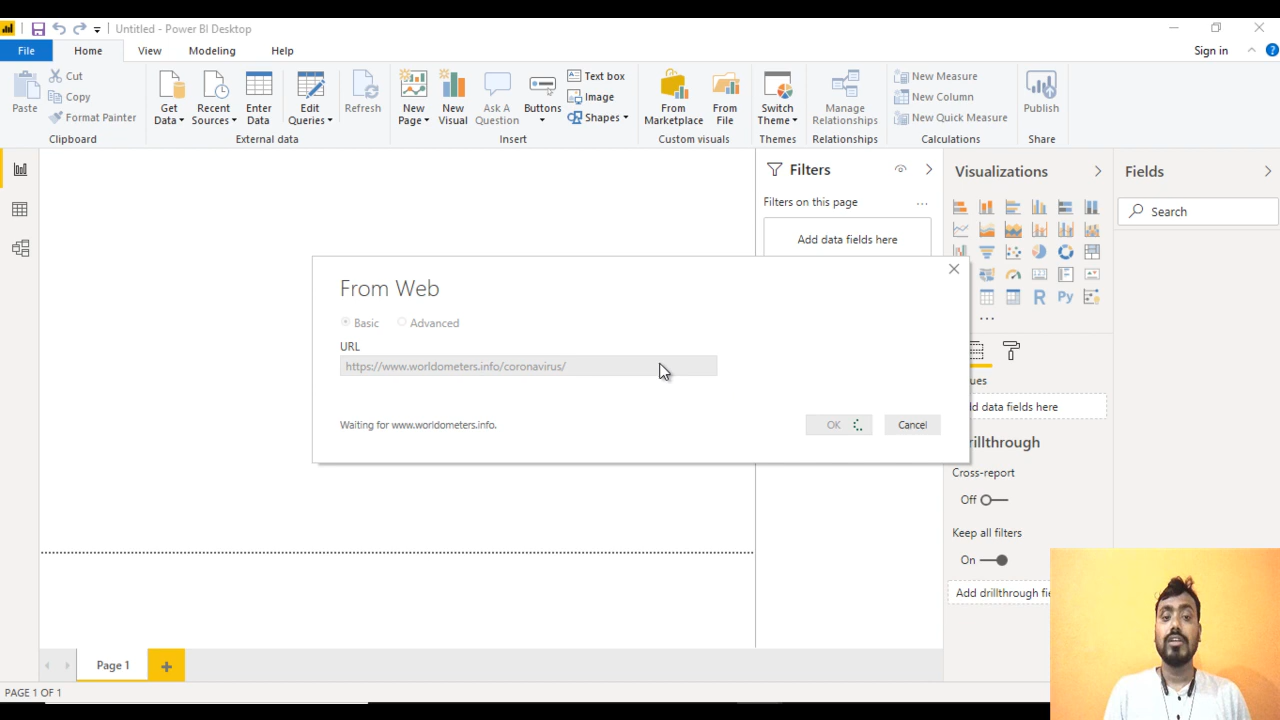 Untitled - Power BI Desktop
File
Home
View
Modeling
Help
Sign in
Paste
Cut
Copy
Format Painter
Clipboard
Get Data
Recent Sources
Enter Data
Edit Queries
Refresh
External data
New Page
New Visual
Ask A Question
Buttons
Text box
Image
Shapes
Insert
From Marketplace
From File
Custom visuals
Switch Theme
Themes
Manage Relationships
Relationships
New Measure
New Column
New Quick Measure
Calculations
Publish
Share
Filters
Filters on this page
Add data fields here
Visualizations
R
Py
Fields
Search
From Web
Basic
Advanced
URL
https://www.worldometers.info/coronavirus/
Waiting for www.worldometers.info.
OK
Cancel
data fields here
Cross-report
Off
Keep all filters
On
Add drillthrough
Page 1
PAGE 1 OF 1